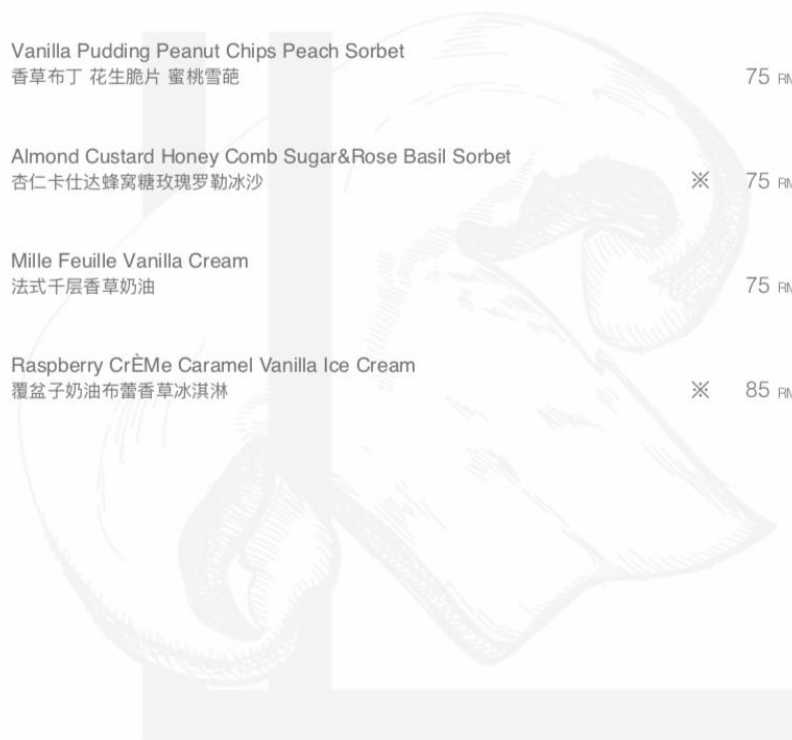 Vanilla Pudding Peanut Chips Peach Sorbet
香草布丁 花生脆片 蜜桃雪葩
75
Almond Custard Honey Comb Sugar&Rose Basil Sorbet
杏仁卡仕达蜂窝糖玫瑰罗勒冰沙
※ 75
Mille Feuille Vanilla Cream
法式千层香草奶油
75
Raspberry CrÈMe Caramel Vanilla Ice Cream
覆盆子奶油布蕾香草冰淇淋
※ 85